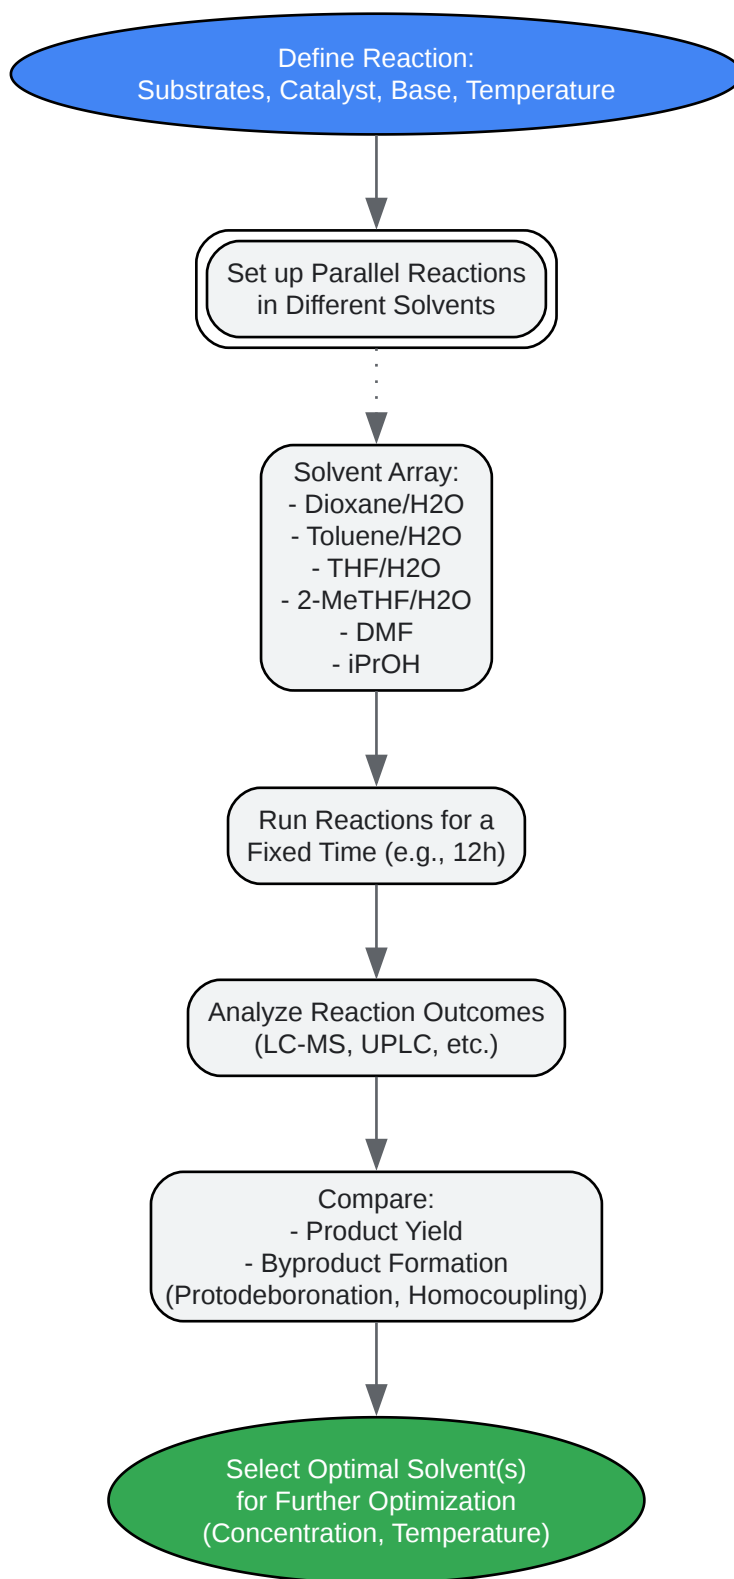 Define Reaction:
Substrates, Catalyst, Base, Temperature
Set up Parallel Reactions
in Different Solvents
Solvent Array:
- Dioxane/H2O
- Toluene/H2O
- THF/H2O
- 2-MeTHF/H2O
- DMF
- iPrOH
Run Reactions for a
Fixed Time (e.g., 12h)
Analyze Reaction Outcomes
(LC-MS, UPLC, etc.)
Compare:
- Product Yield
- Byproduct Formation
(Protodeboronation, Homocoupling)
Select Optimal Solvent(s)
for Further Optimization
(Concentration, Temperature)